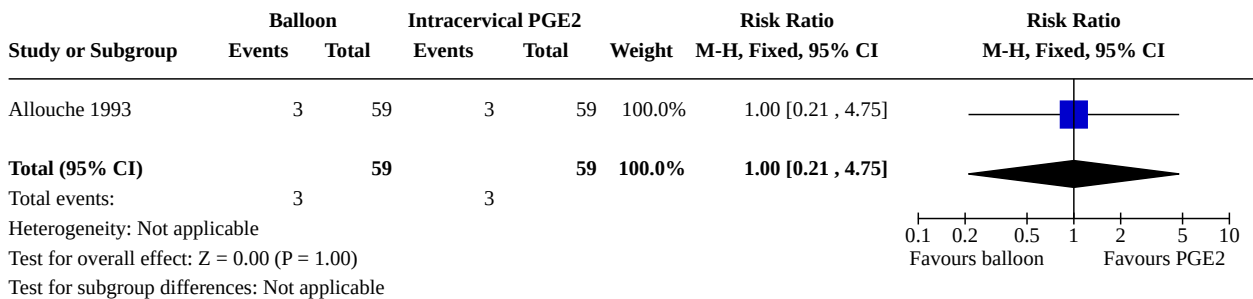 Balloon Intracervical PGE2 Risk Ratio Risk Ratio
Study or Subgroup Events Total Events Total Weight M-H, Fixed, 95% CI M-H, Fixed, 95% CI
Allouche 1993 3 59 3 59 100.0% 1.00 [0.21 , 4.75]
Total (95% CI) 59 59 100.0% 1.00 [0.21 , 4.75]
Total events: 3 3
Heterogeneity: Not applicable
Test for overall effect: Z = 0.00 (P = 1.00)
Test for subgroup differences: Not applicable
0.1 0.2 0.5 1 2 5 10
Favours balloon Favours PGE2